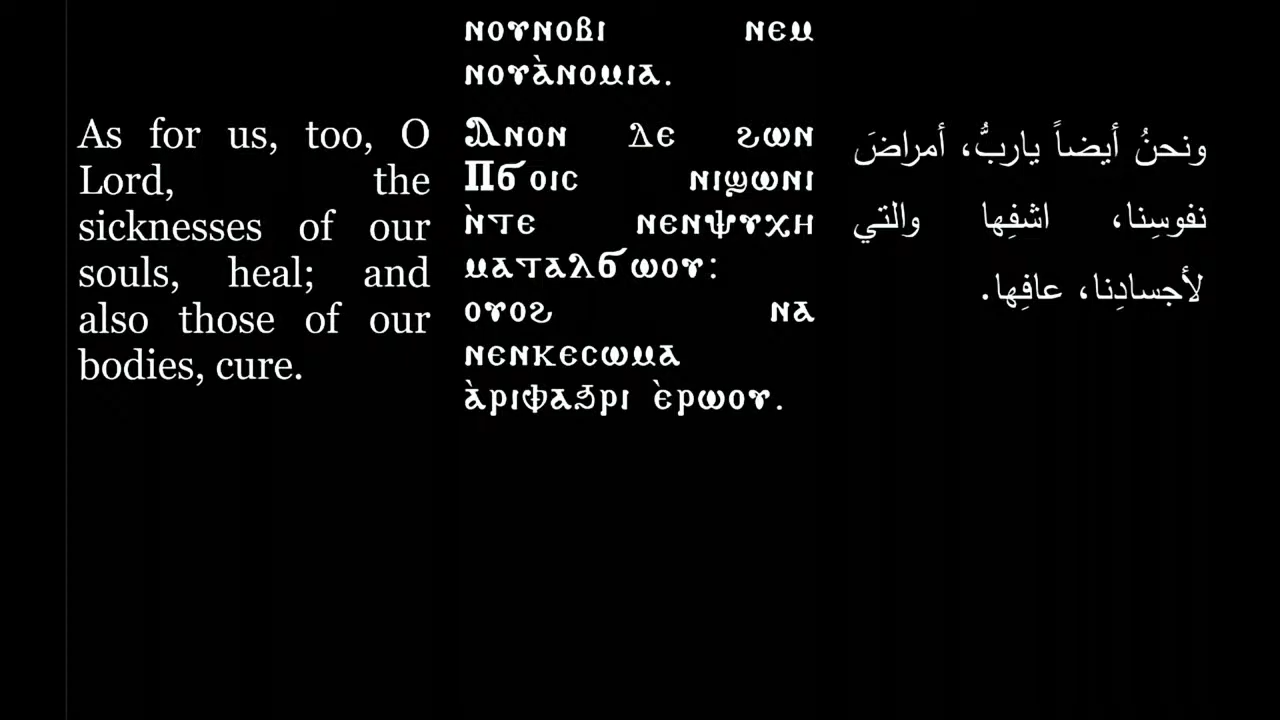 As for us, too, O
Lord, the
sicknesses of our
souls, heal; and
also those of our
bodies, cure.
ⲛⲟⲩⲛⲟⲃⲓ ⲛⲉⲙ
ⲛⲟⲩⲁ̀ⲛⲟⲙⲓⲁ.
Ⲁⲛⲟⲛ ⲇⲉ ϩⲱⲛ
Ⲡϭⲟⲓⲥ ⲛⲓϣⲱⲛⲓ
ⲛ̀ⲧⲉ ⲛⲉⲛⲯⲩⲭⲏ
ⲙⲁⲧⲁⲗϭⲱⲟⲩ:
ⲟⲩⲟϩ ⲛⲁ
ⲛⲉⲛⲕⲉⲥⲱⲙⲁ
ⲁ̀ⲣⲓⲫⲁϧⲣⲓ ⲉ̀ⲣⲱⲟⲩ.
ونحنُ أيضاً ياربُّ، أمراضَ
نفوسِنا، اشفِها والتي
لأجسادِنا، عافِها.